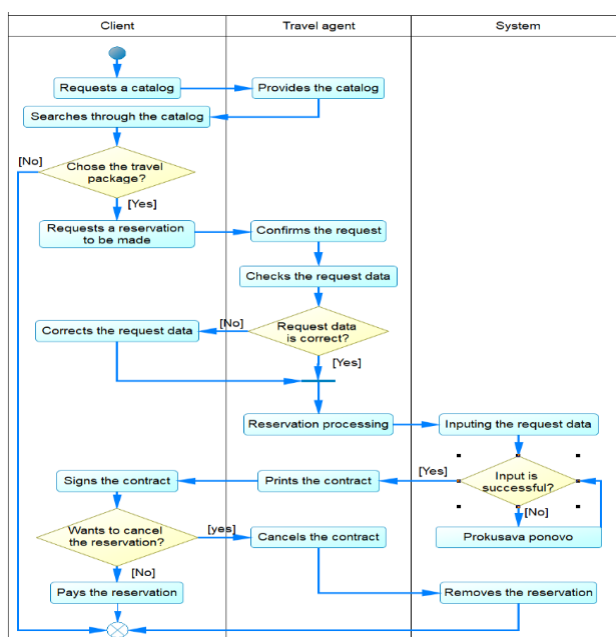 Client
Travel agent
System
Requests a catalog
Provides the catalog
Searches through the catalog
[No]
Chose the travel
package?
[Yes]
Requests a reservation
to be made
Confirms the request
Checks the request data
Corrects the request data
[No]
Request data
is correct?
[Yes]
Reservation processing
Inputing the request data
Signs the contract
Prints the contract
[Yes]
Input is
successful?
[No]
Prokusava ponovo
Wants to cancel
the reservation?
[yes]
Cancels the contract
[No]
Pays the reservation
Removes the reservation